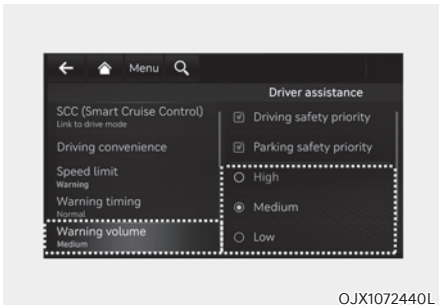 Menu
Driver assistance
SCC (Smart Cruise Control)
Link to drive mode
Driving convenience
Speed limit
Warning
Warning timing
Normal
Warning volume
Medium
Driving safety priority
Parking safety priority
High
Medium
Low
OJX1072440L